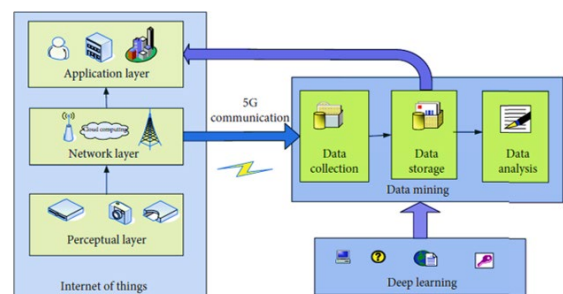 Application layer
Cloud computing
Network layer
Perceptual layer
Internet of things
5G
communication
Data
collection
Data
storage
Data
analysis
Data mining
?
Deep learning